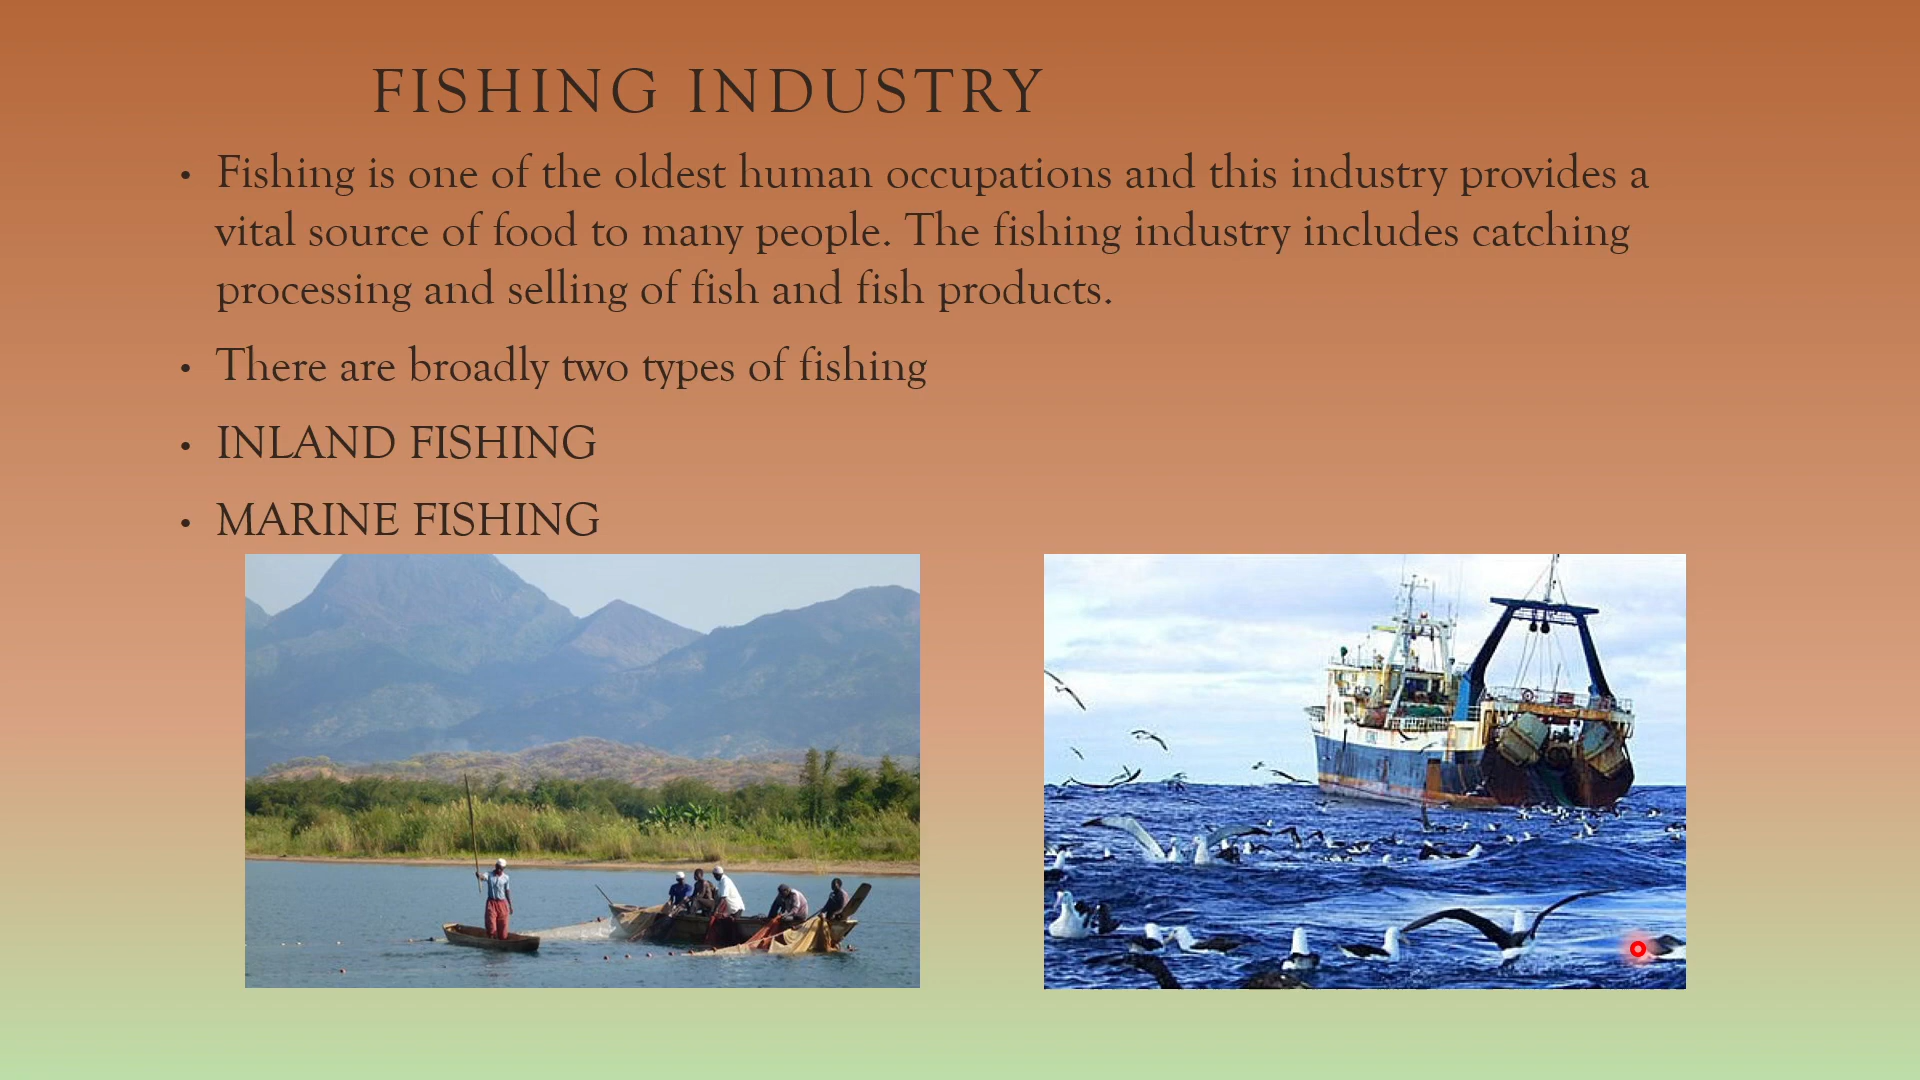 FISHING INDUSTRY
• Fishing is one of the oldest human occupations and this industry provides a
vital source of food to many people. The fishing industry includes catching
processing and selling of fish and fish products.
• There are broadly two types of fishing
• INLAND FISHING
• MARINE FISHING